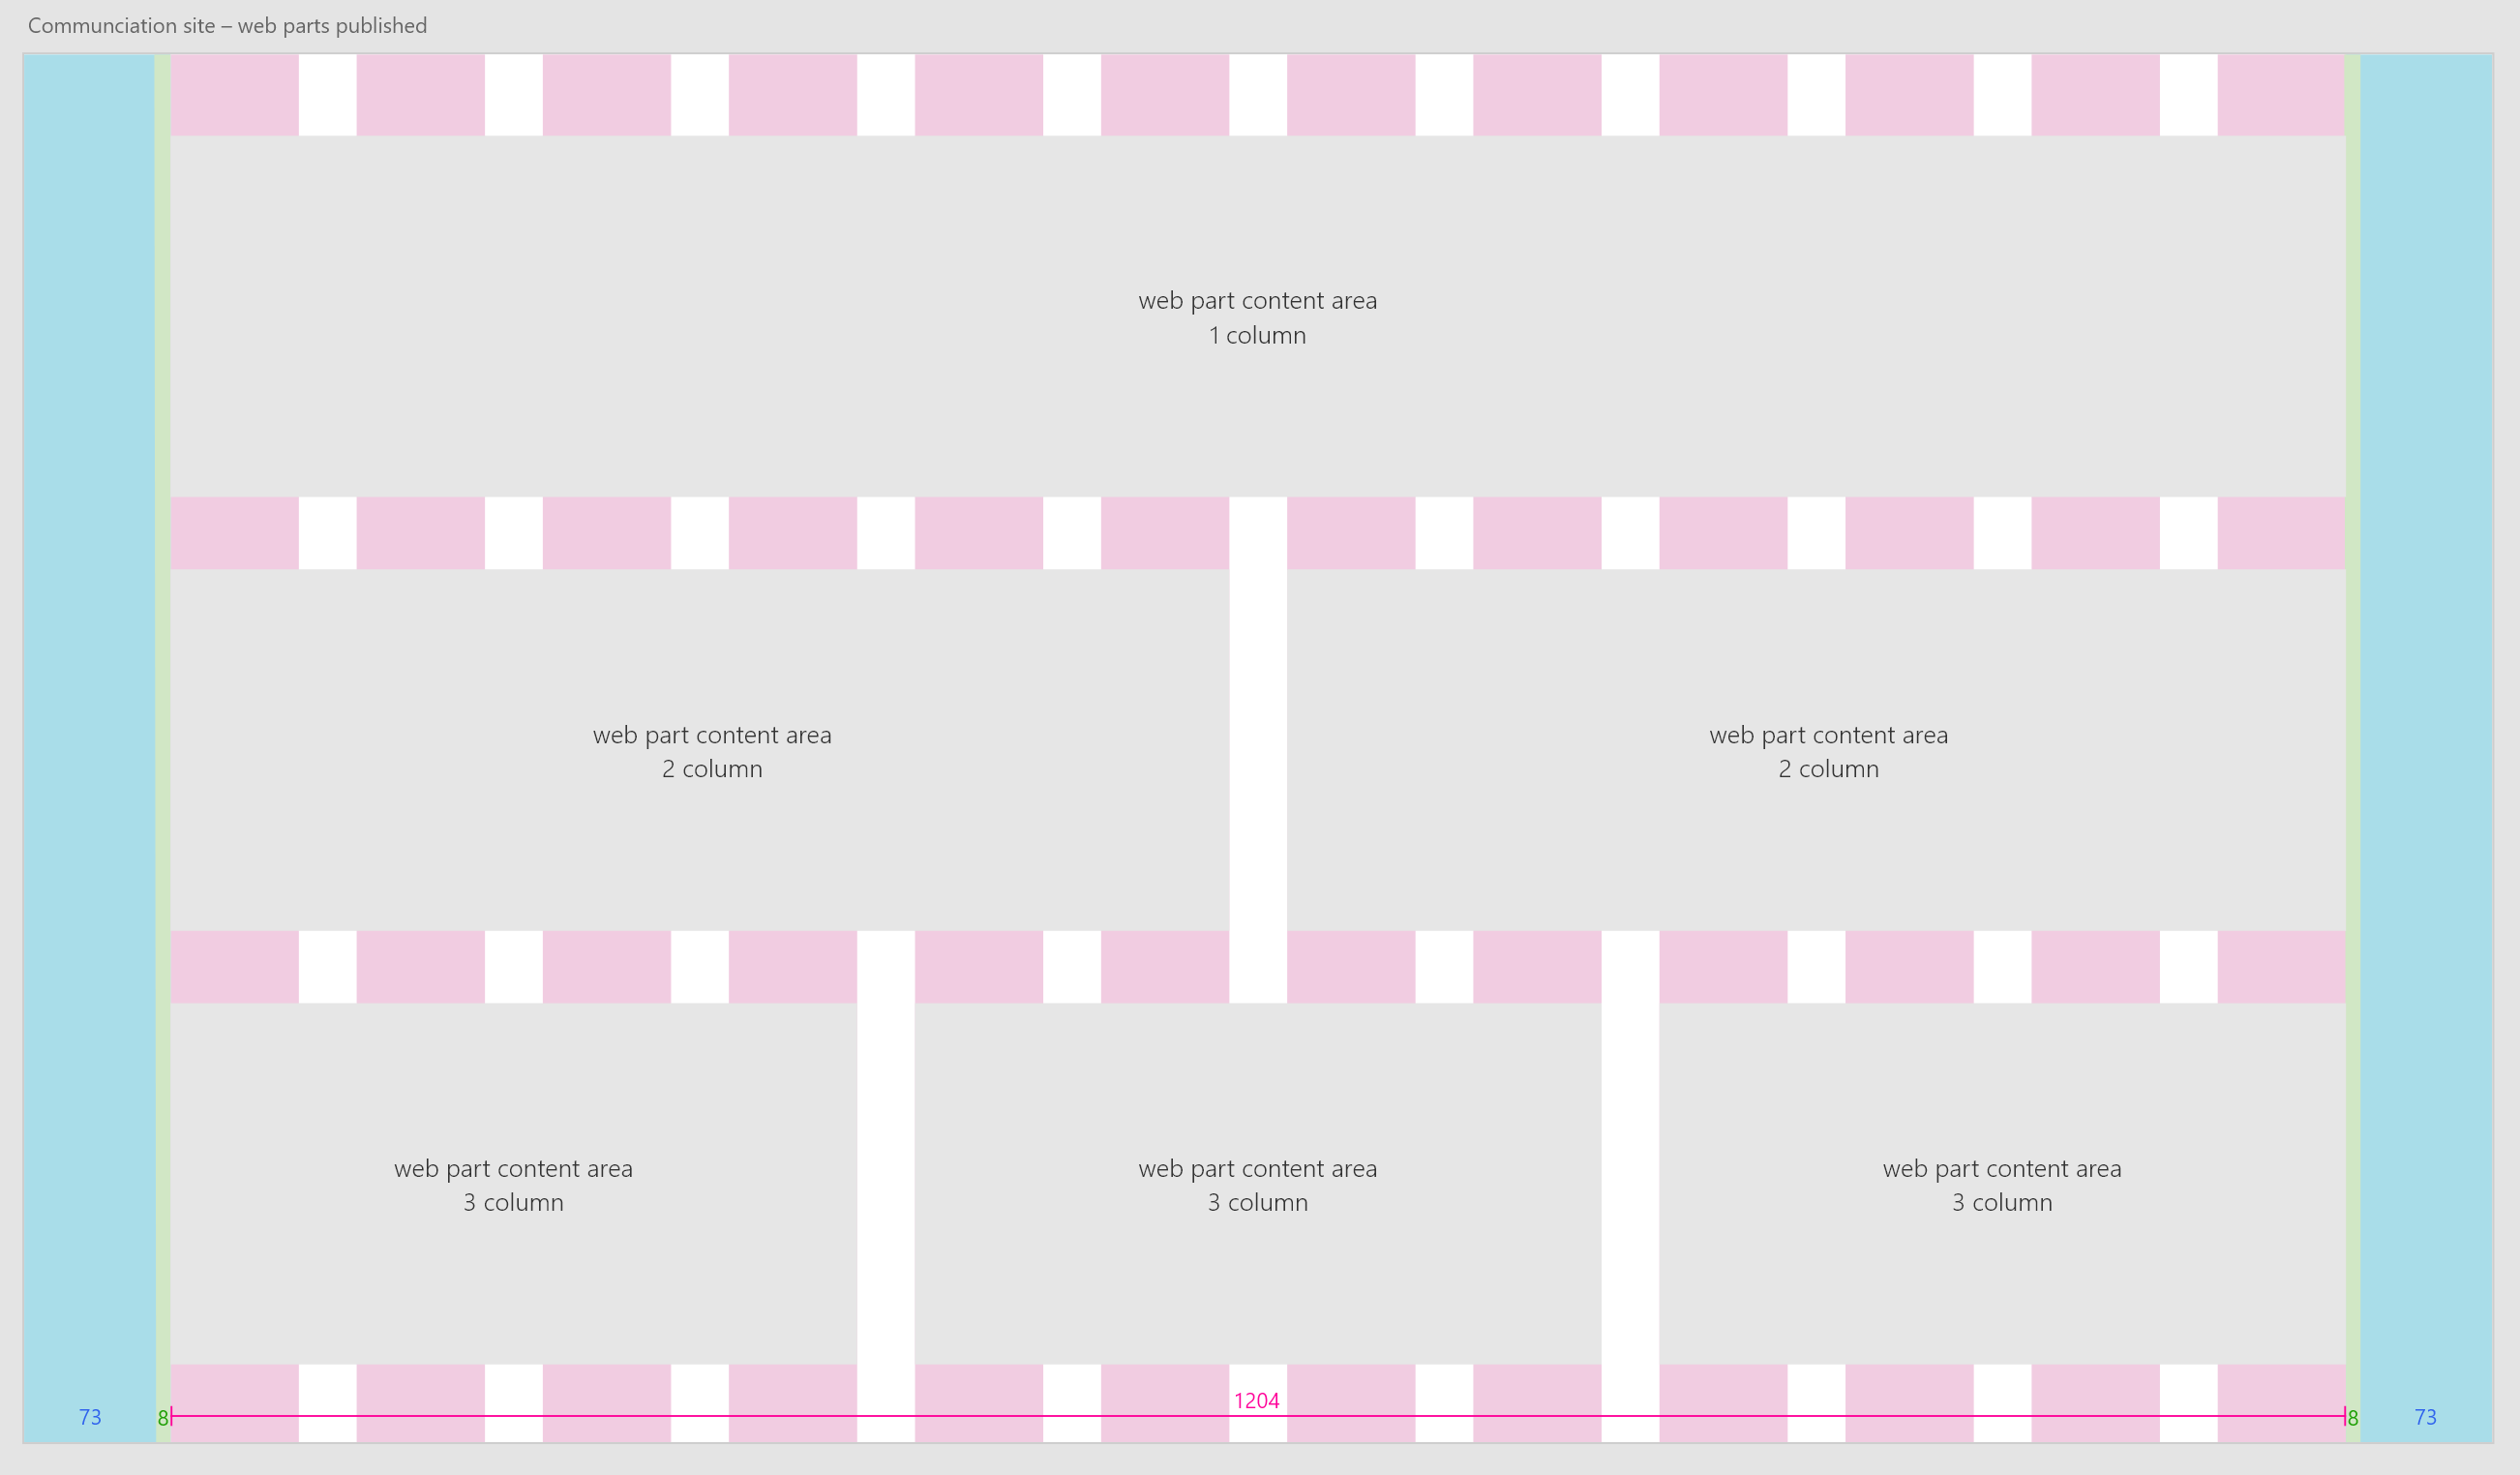 Communciation site – web parts published
web part content area
1 column
web part content area
2 column
web part content area
2 column
web part content area
3 column
web part content area
3 column
web part content area
3 column
73
8
1204
8
73